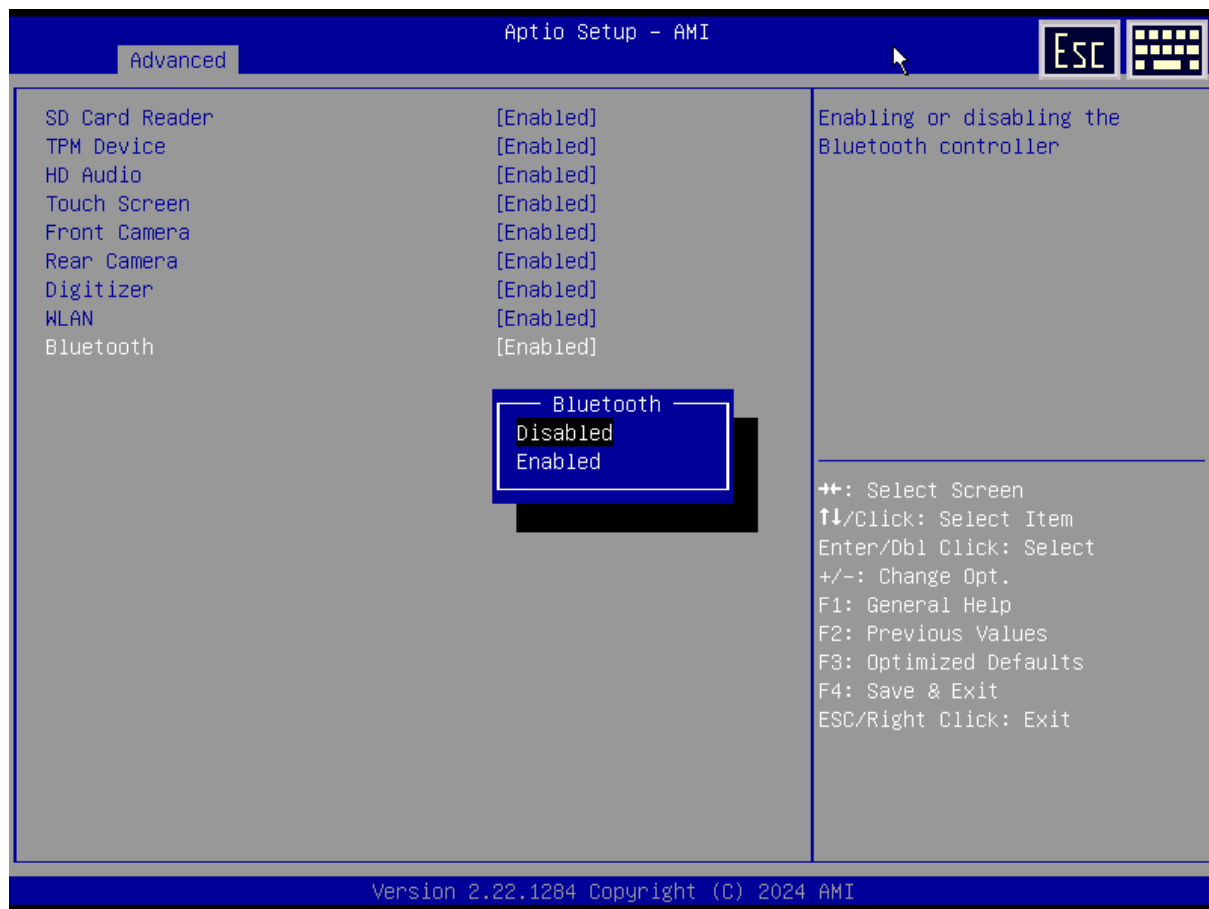 Aptio Setup – AMI
Esc
Advanced
SD Card Reader [Enabled]
TPM Device [Enabled]
HD Audio [Enabled]
Touch Screen [Enabled]
Front Camera [Enabled]
Rear Camera [Enabled]
Digitizer [Enabled]
WLAN [Enabled]
Bluetooth [Enabled]
Bluetooth
Disabled
Enabled
Enabling or disabling the
Bluetooth controller
→←: Select Screen
↑↓/Click: Select Item
Enter/Dbl Click: Select
+/-: Change Opt.
F1: General Help
F2: Previous Values
F3: Optimized Defaults
F4: Save & Exit
ESC/Right Click: Exit
Version 2.22.1284 Copyright (C) 2024 AMI